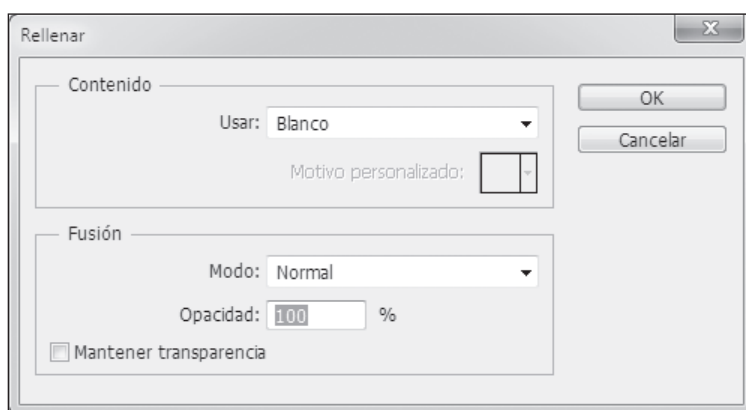 Rellenar
Contenido
Usar: Blanco
Motivo personalizado:
OK
Cancelar
Fusión
Modo: Normal
Opacidad: 100 %
Mantener transparencia